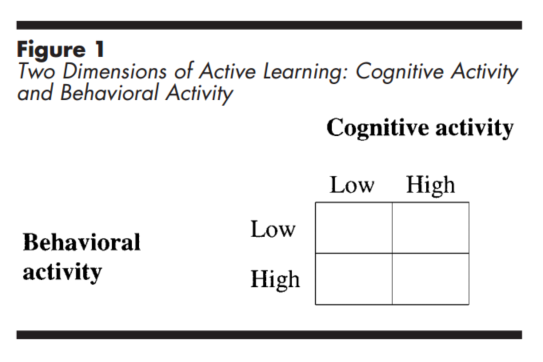 Figure 1
Two Dimensions of Active Learning: Cognitive Activity
and Behavioral Activity
Cognitive activity
Low High
Low
Behavioral
activity
High